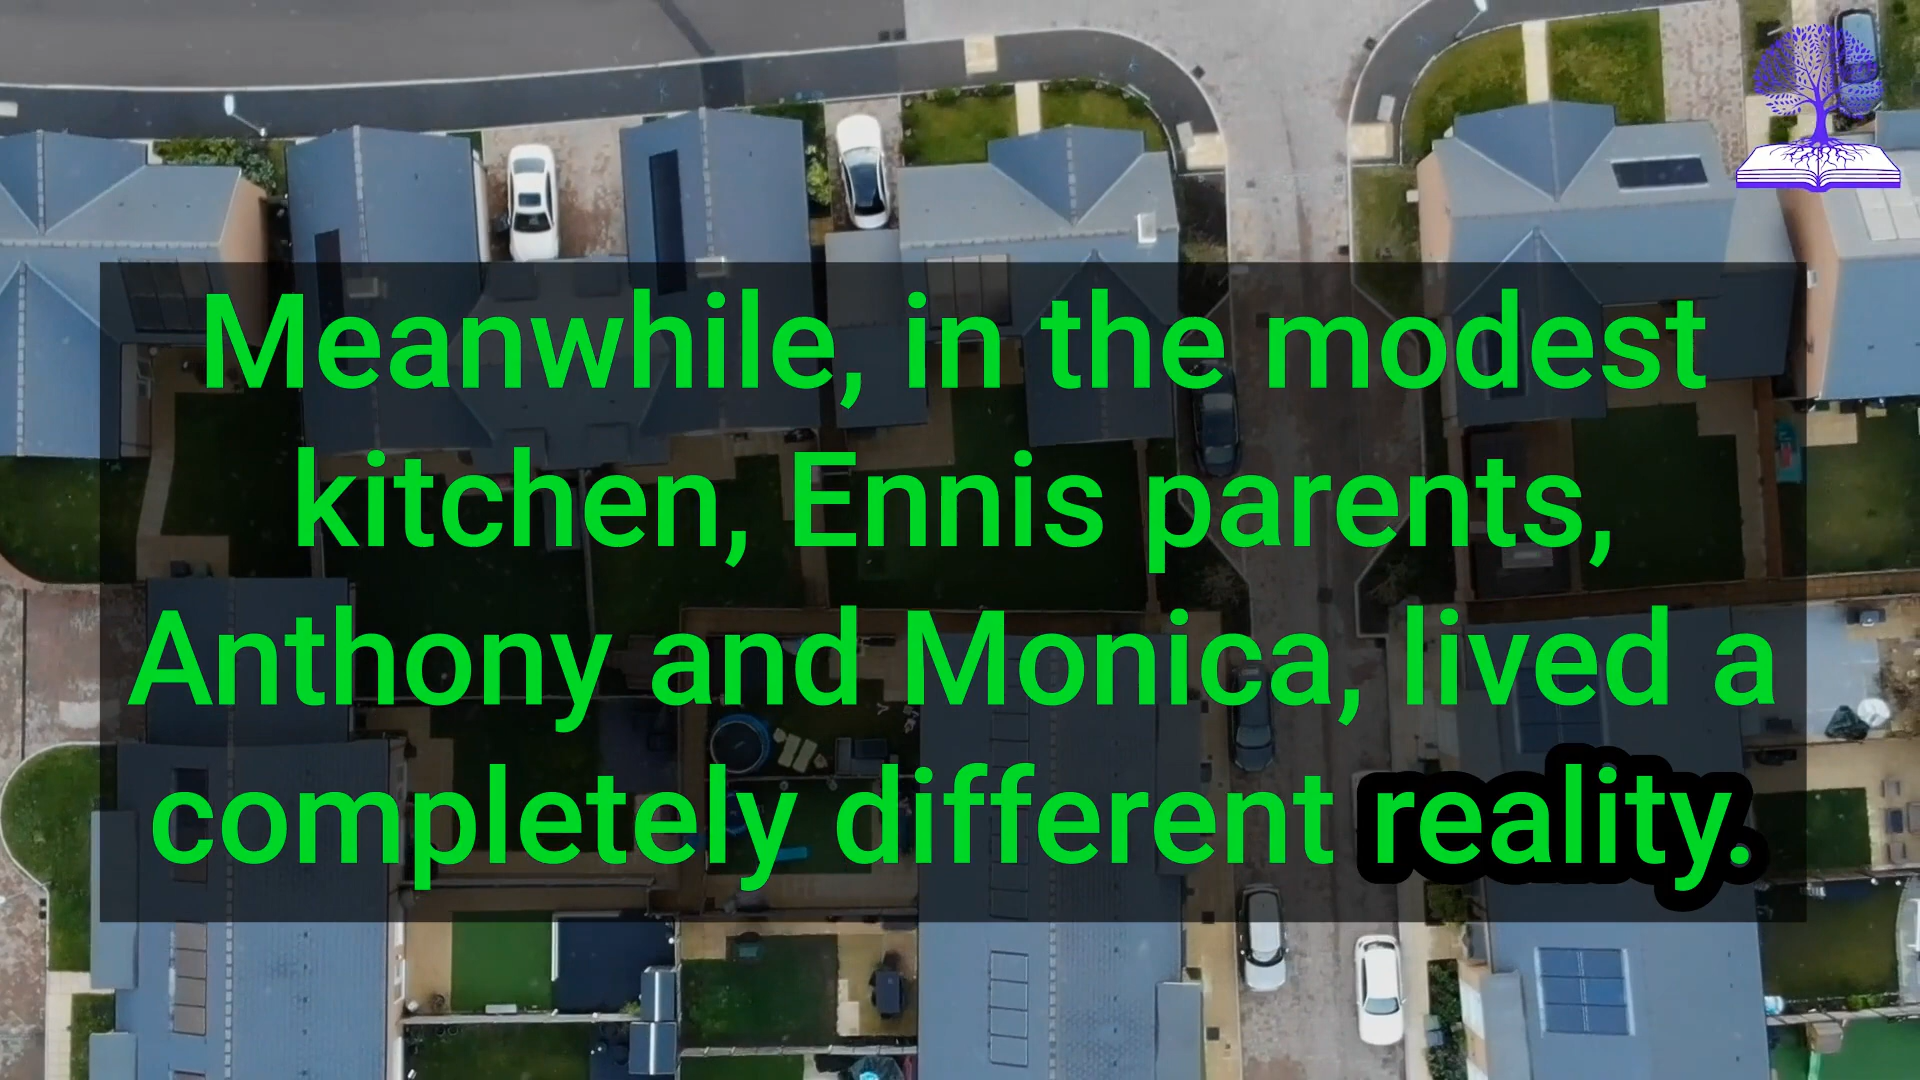 Meanwhile, in the modest
kitchen, Ennis parents,
Anthony and Monica, lived a
completely different reality.